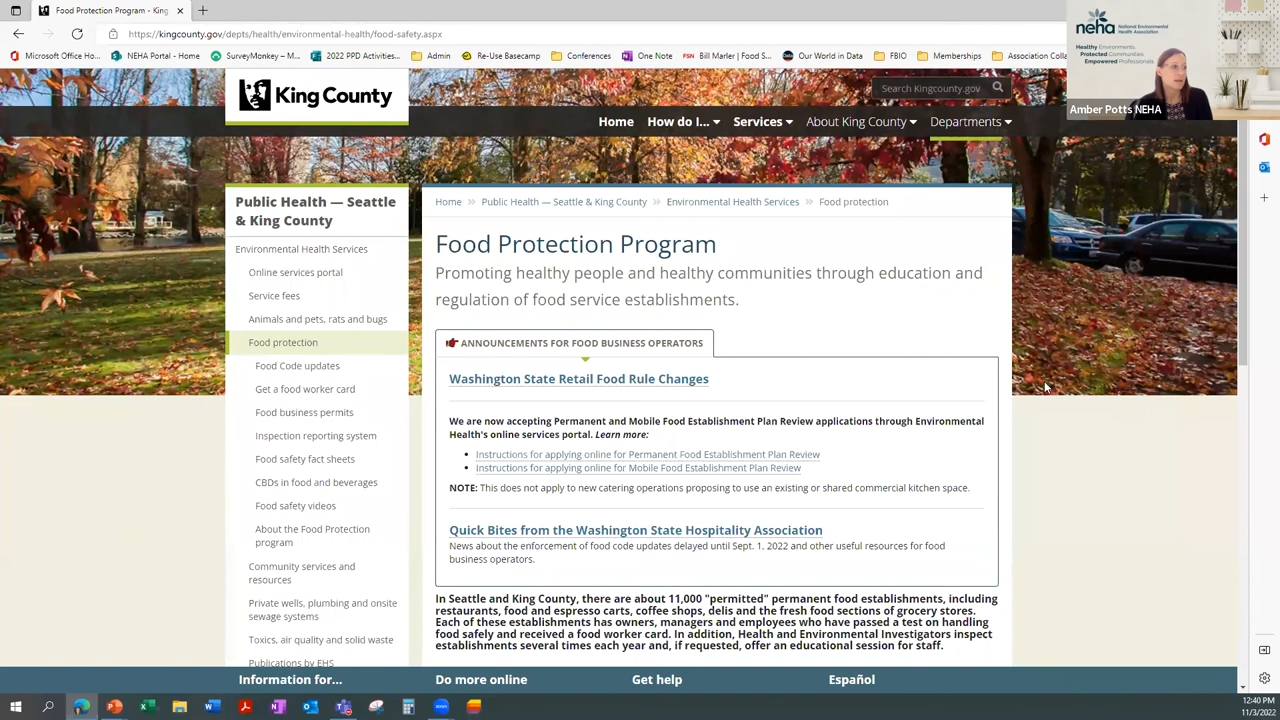 Food Protection Program - King
https://kingcounty.gov/depts/health/environmental-health/food-safety.aspx
Microsoft Office Ho...
NEHA Portal - Home
SurveyMonkey – M...
2022 PPD Activities...
Admin
Re-Use Basecamp
Conferences
One Note
FSN
Bill Marler | Food S...
Our World in Data
FBIO
Memberships
Association Colla
neha
National Environmental
Health Association
Healthy Environments.
Protected Communities.
Empowered Professionals.
Amber Potts NEHA
King County
Search Kingcounty.gov
Home
How do I...
Services
About King County
Departments
Public Health — Seattle
& King County
Environmental Health Services
Online services portal
Service fees
Animals and pets, rats and bugs
Food protection
Food Code updates
Get a food worker card
Food business permits
Inspection reporting system
Food safety fact sheets
CBDs in food and beverages
Food safety videos
About the Food Protection
program
Community services and
resources
Private wells, plumbing and onsite
sewage systems
Toxics, air quality and solid waste
Publications by EHS
Home » Public Health — Seattle & King County » Environmental Health Services » Food protection
Food Protection Program
Promoting healthy people and healthy communities through education and
regulation of food service establishments.
ANNOUNCEMENTS FOR FOOD BUSINESS OPERATORS
Washington State Retail Food Rule Changes
We are now accepting Permanent and Mobile Food Establishment Plan Review applications through Environmental
Health's online services portal. Learn more:
• Instructions for applying online for Permanent Food Establishment Plan Review
• Instructions for applying online for Mobile Food Establishment Plan Review
NOTE: This does not apply to new catering operations proposing to use an existing or shared commercial kitchen space.
Quick Bites from the Washington State Hospitality Association
News about the enforcement of food code updates delayed until Sept. 1, 2022 and other useful resources for food
business operators.
In Seattle and King County, there are about 11,000 "permitted" permanent food establishments, including
restaurants, food and espresso carts, coffee shops, delis and the fresh food sections of grocery stores.
Each of these establishments has owners, managers and employees who have passed a test on handling
food safely and received a food worker card. In addition, Health and Environmental Investigators inspect
establishments several times each year and, if requested, offer an educational session for staff.
Information for...
Do more online
Get help
Español
12:40 PM
11/3/2022